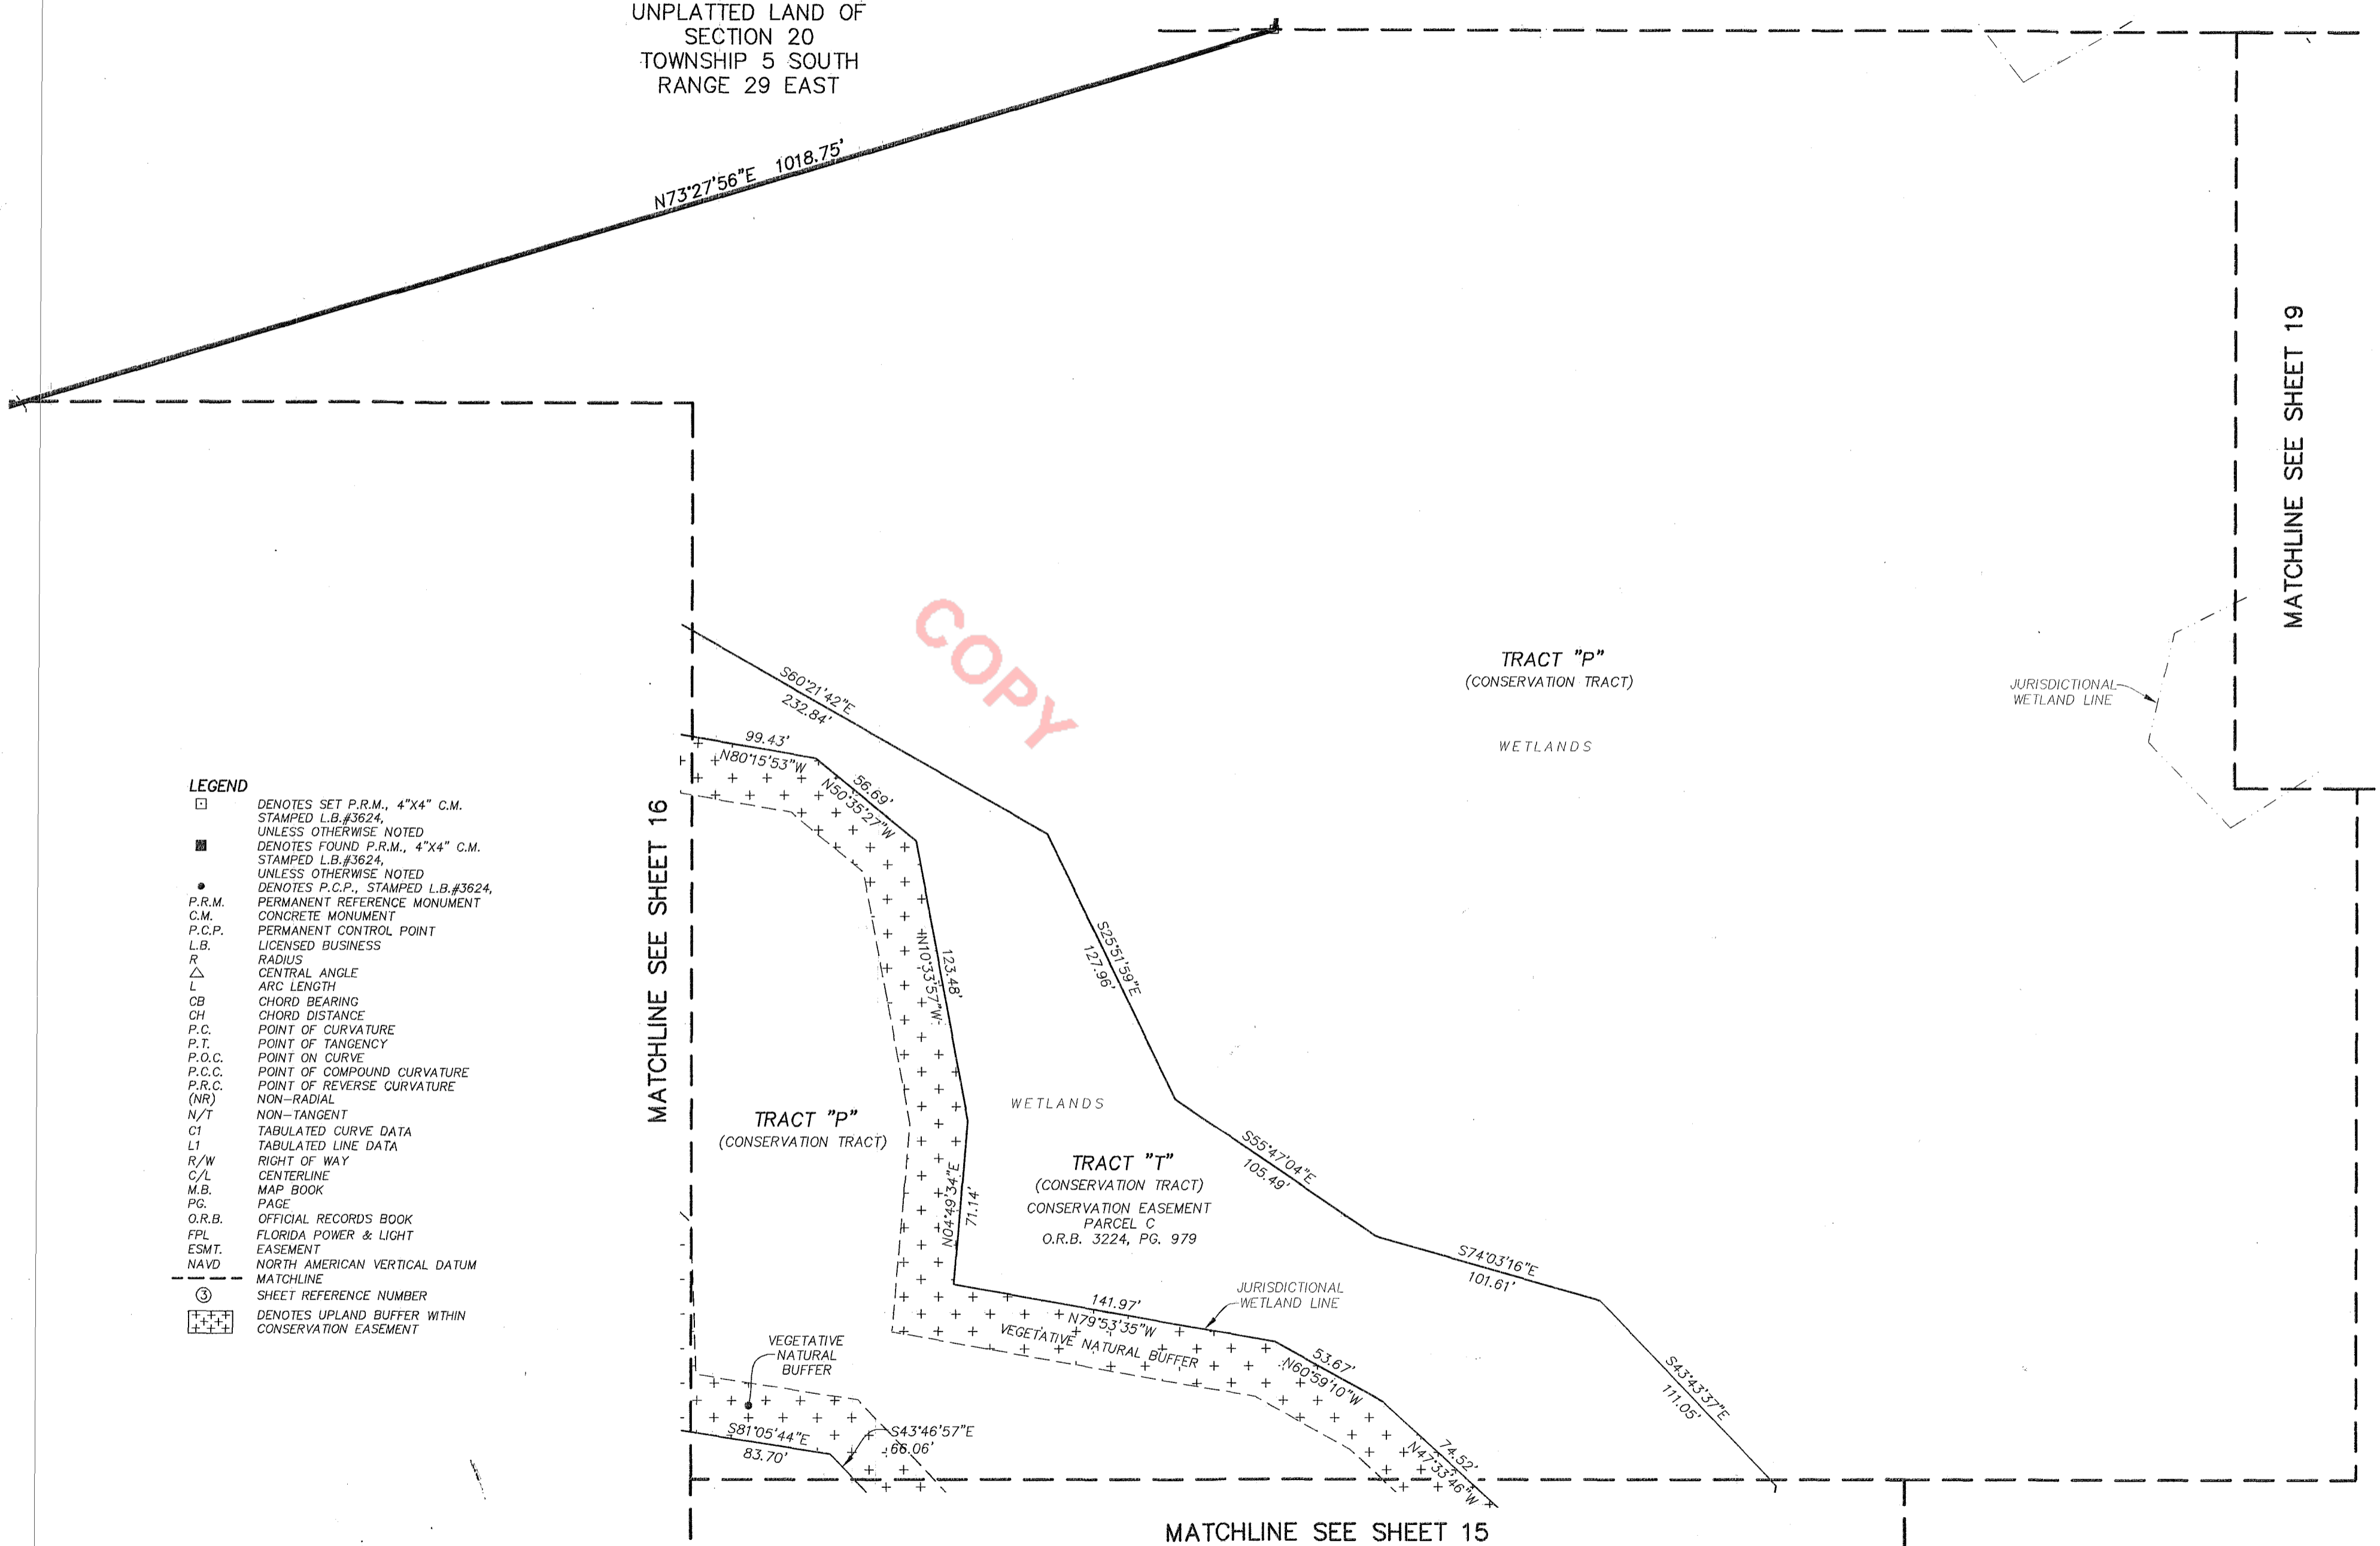 UNPLATTED LAND OF
SECTION 20
TOWNSHIP 5 SOUTH
RANGE 29 EAST
N73°27'56"E 1018.75'
MATCHLINE SEE SHEET 19
COPY
TRACT "P"
(CONSERVATION TRACT)
WETLANDS
JURISDICTIONAL
WETLAND LINE
S60°21'42"E
232.84'
99.43'
N80°15'53"W
56.69'
N50°35'27"W
LEGEND
DENOTES SET P.R.M., 4"X4" C.M.
STAMPED L.B.#3624,
UNLESS OTHERWISE NOTED
DENOTES FOUND P.R.M., 4"X4" C.M.
STAMPED L.B.#3624,
UNLESS OTHERWISE NOTED
DENOTES P.C.P., STAMPED L.B.#3624,
P.R.M. PERMANENT REFERENCE MONUMENT
C.M. CONCRETE MONUMENT
P.C.P. PERMANENT CONTROL POINT
L.B. LICENSED BUSINESS
R RADIUS
△ CENTRAL ANGLE
L ARC LENGTH
CB CHORD BEARING
CH CHORD DISTANCE
P.C. POINT OF CURVATURE
P.T. POINT OF TANGENCY
P.O.C. POINT ON CURVE
P.C.C. POINT OF COMPOUND CURVATURE
P.R.C. POINT OF REVERSE CURVATURE
(NR) NON-RADIAL
N/T NON-TANGENT
C1 TABULATED CURVE DATA
L1 TABULATED LINE DATA
R/W RIGHT OF WAY
C/L CENTERLINE
M.B. MAP BOOK
PG. PAGE
O.R.B. OFFICIAL RECORDS BOOK
FPL FLORIDA POWER & LIGHT
ESMT. EASEMENT
NAVD NORTH AMERICAN VERTICAL DATUM
MATCHLINE
3 SHEET REFERENCE NUMBER
DENOTES UPLAND BUFFER WITHIN
CONSERVATION EASEMENT
MATCHLINE SEE SHEET 16
123.48'
N10°33'57"W
S25°51'59"E
127.96'
WETLANDS
TRACT "P"
(CONSERVATION TRACT)
N04°49'34"E
71.14'
TRACT "T"
(CONSERVATION TRACT)
CONSERVATION EASEMENT
PARCEL C
O.R.B. 3224, PG. 979
S55°47'04"E
105.49'
S74°03'16"E
101.61'
JURISDICTIONAL
WETLAND LINE
141.97'
N79°53'35"W
VEGETATIVE NATURAL BUFFER
53.67'
N60°59'10"W
S43°43'37"E
111.05'
VEGETATIVE
NATURAL
BUFFER
S81°05'44"E
83.70'
S43°46'57"E
66.06'
74.52'
N47°33'46"W
MATCHLINE SEE SHEET 15